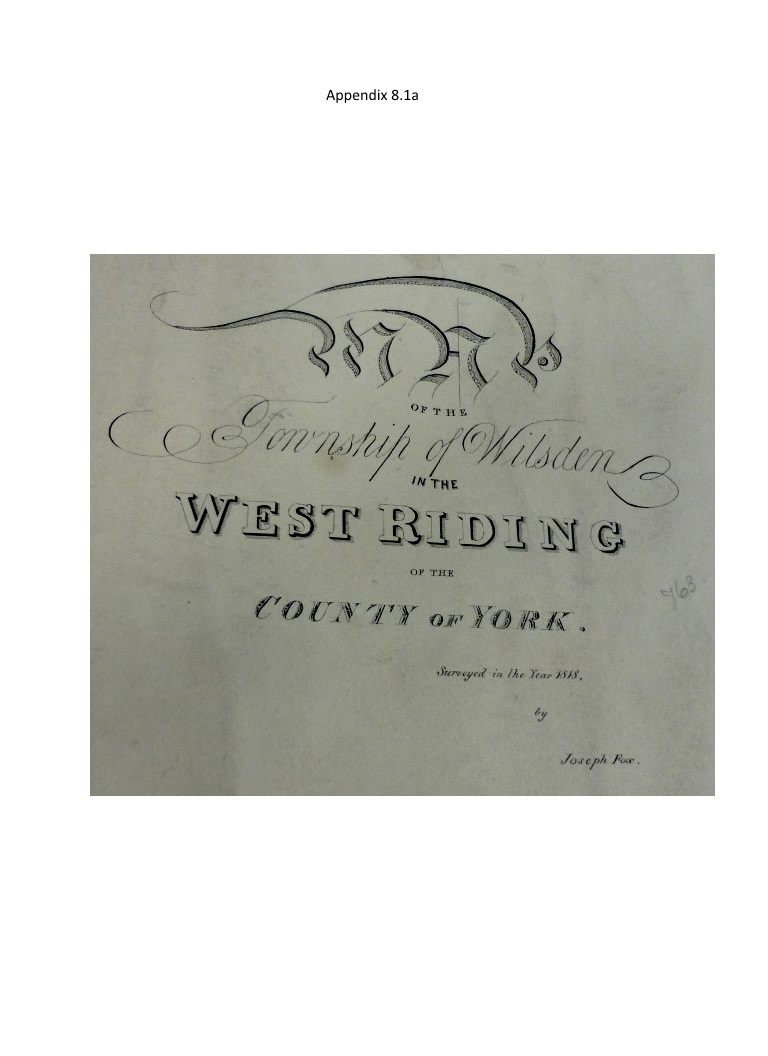 Appendix 8.1a
MAP
OF THE
Township of Wilsden
IN THE
WEST RIDING
OF THE
COUNTY OF YORK.
963
Surveyed in the Year 1818,
by
Joseph Fox.